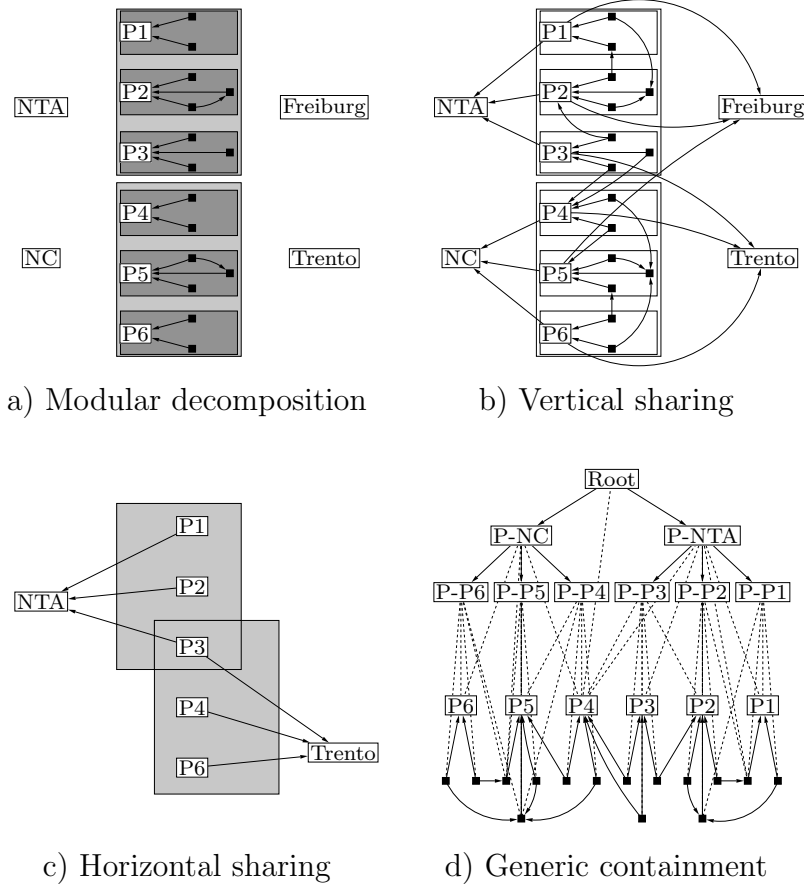 P1
P2
NTA
Freiburg
P3
P4
NC
Trento
P5
P6
a) Modular decomposition
P1
NTA
P2
Freiburg
P3
P4
NC
Trento
P5
P6
b) Vertical sharing
P1
P2
NTA
P3
P4
Trento
P6
c) Horizontal sharing
Root
P-NC P-NTA
P-P6 P-P5 P-P4 P-P3 P-P2 P-P1
P6 P5 P4 P3 P2 P1
d) Generic containment